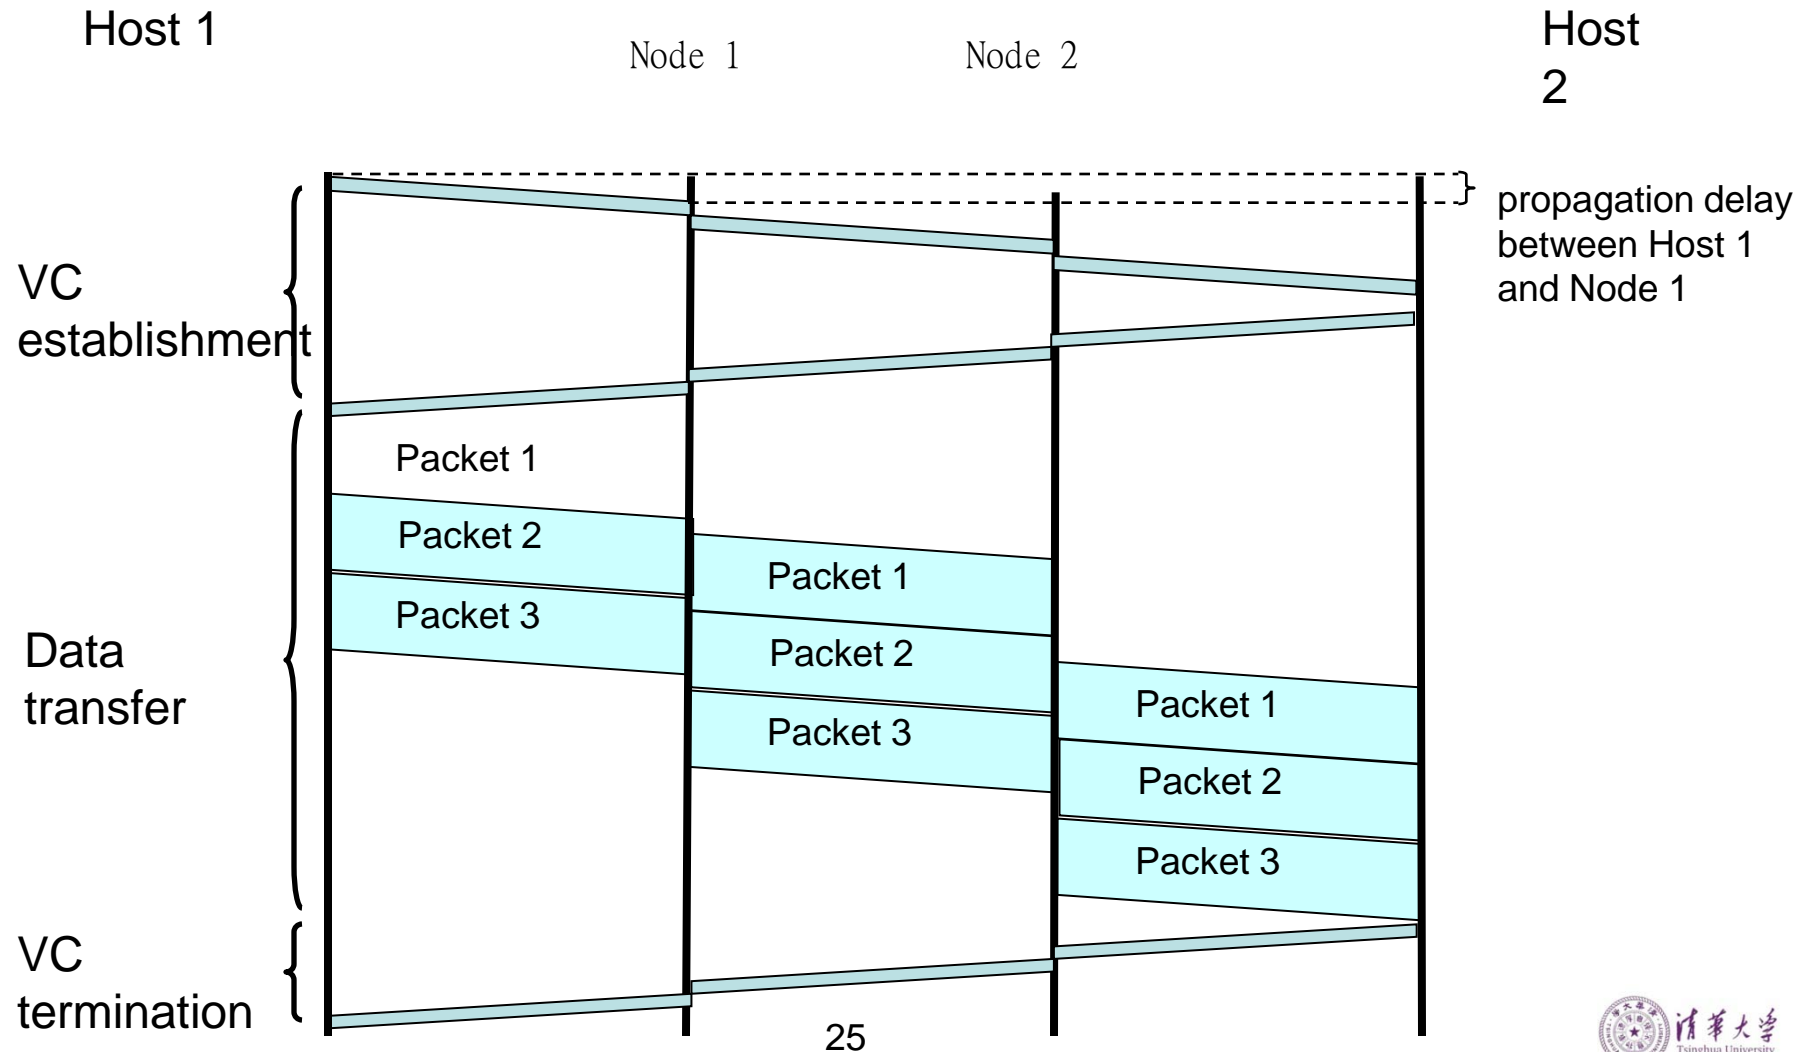 Host 1
Node 1
Node 2
Host
2
propagation delay
between Host 1
and Node 1
VC
establishment
Packet 1
Packet 2
Packet 1
Packet 3
Packet 2
Data
transfer
Packet 1
Packet 3
Packet 2
Packet 3
VC
termination
25
清華大学
Tsinghua University